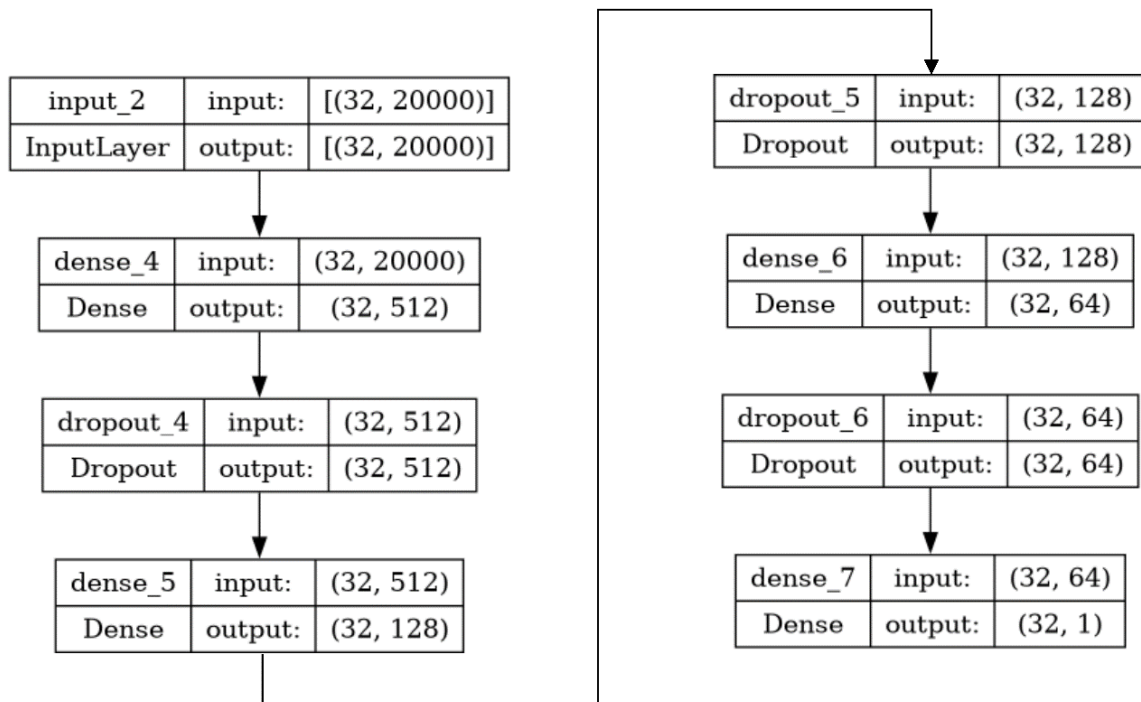 input_2 input: [(32, 20000)]
InputLayer output: [(32, 20000)]
dense_4 input: (32, 20000)
Dense output: (32, 512)
dropout_4 input: (32, 512)
Dropout output: (32, 512)
dense_5 input: (32, 512)
Dense output: (32, 128)
dropout_5 input: (32, 128)
Dropout output: (32, 128)
dense_6 input: (32, 128)
Dense output: (32, 64)
dropout_6 input: (32, 64)
Dropout output: (32, 64)
dense_7 input: (32, 64)
Dense output: (32, 1)